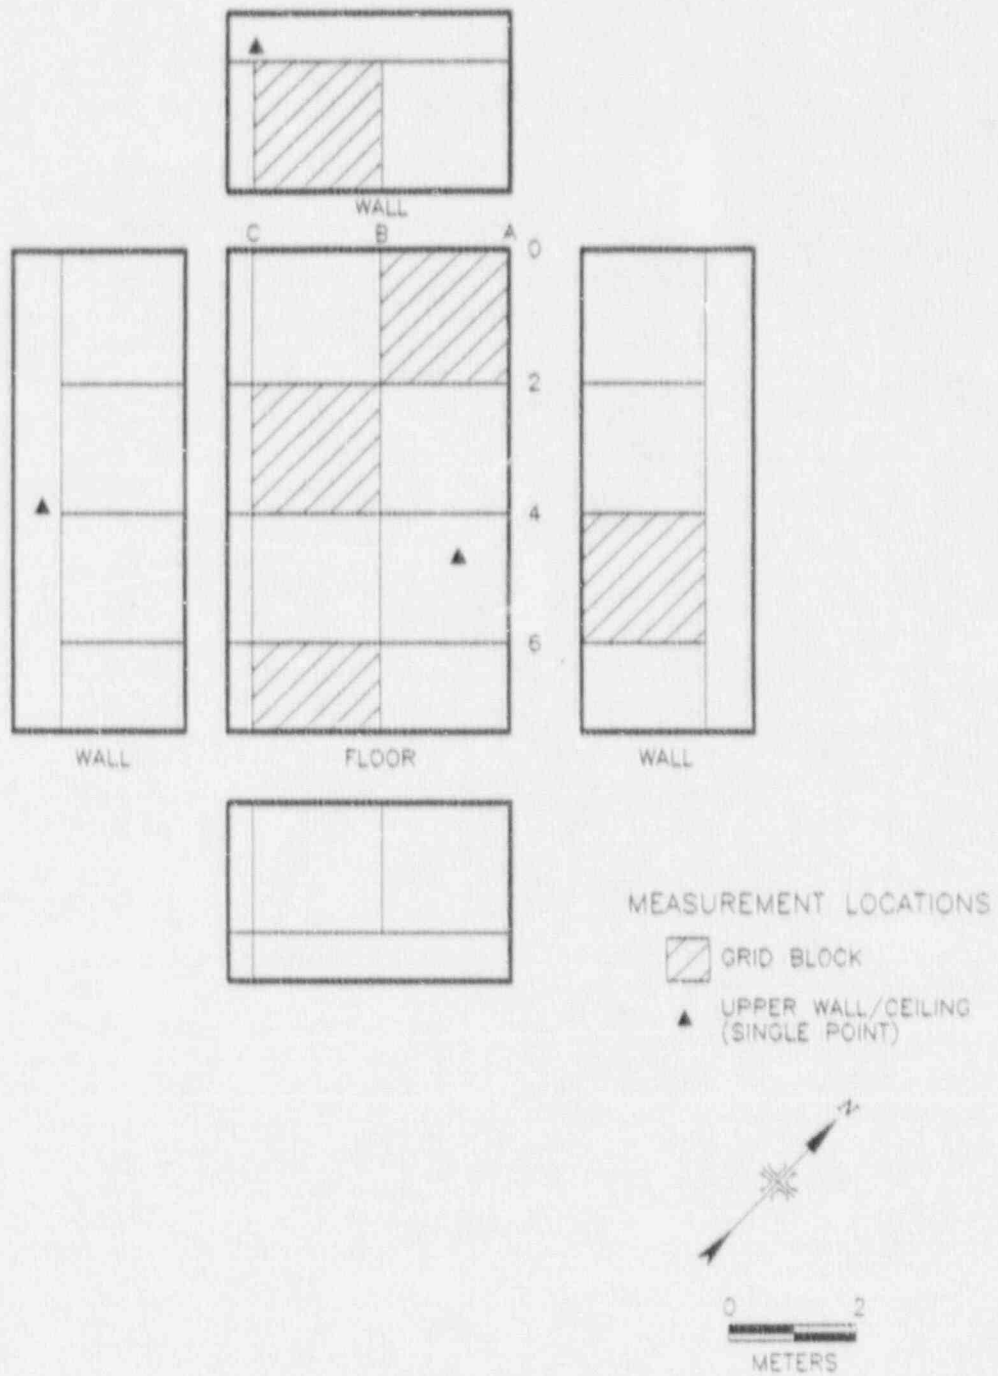 WALL
C B A 0
2
4
6
WALL FLOOR WALL
MEASUREMENT LOCATIONS
GRID BLOCK
UPPER WALL/CEILING
(SINGLE POINT)
N
0 2
METERS